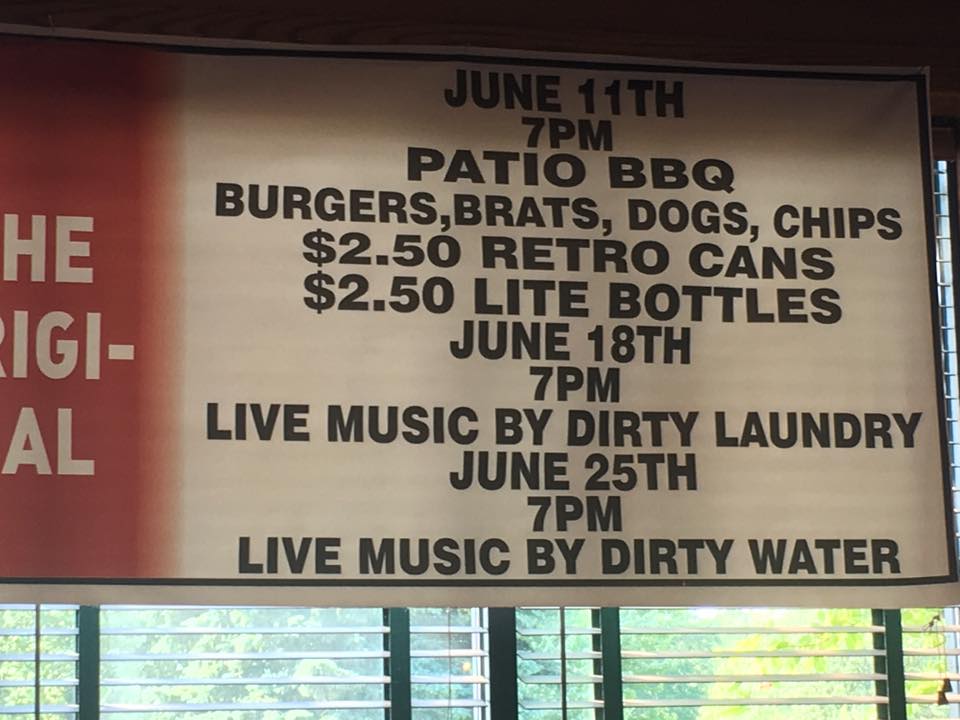 HE
RIGI-
AL
JUNE 11TH
7PM
PATIO BBQ
BURGERS,BRATS, DOGS, CHIPS
$2.50 RETRO CANS
$2.50 LITE BOTTLES
JUNE 18TH
7PM
LIVE MUSIC BY DIRTY LAUNDRY
JUNE 25TH
7PM
LIVE MUSIC BY DIRTY WATER